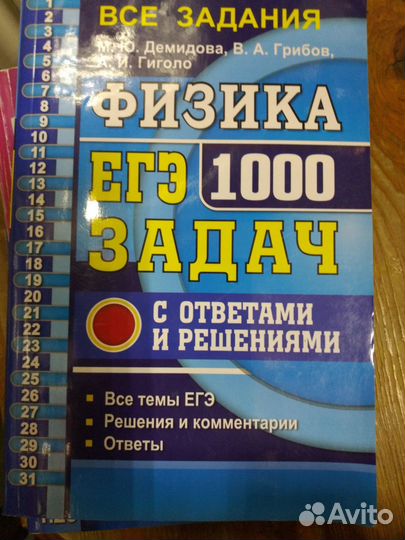 ВСЕ ЗАДАНИЯ
М. Ю. Демидова, В. А. Грибов,
А. И. Гиголо
ФИЗИКА
ЕГЭ 1000
ЗАДАЧ
С ОТВЕТАМИ
И РЕШЕНИЯМИ
Все темы ЕГЭ
Решения и комментарии
Ответы
1
2
3
4
5
6
7
8
9
10
11
12
13
14
15
16
17
18
19
20
21
22
23
24
25
26
27
28
29
30
31
Avito